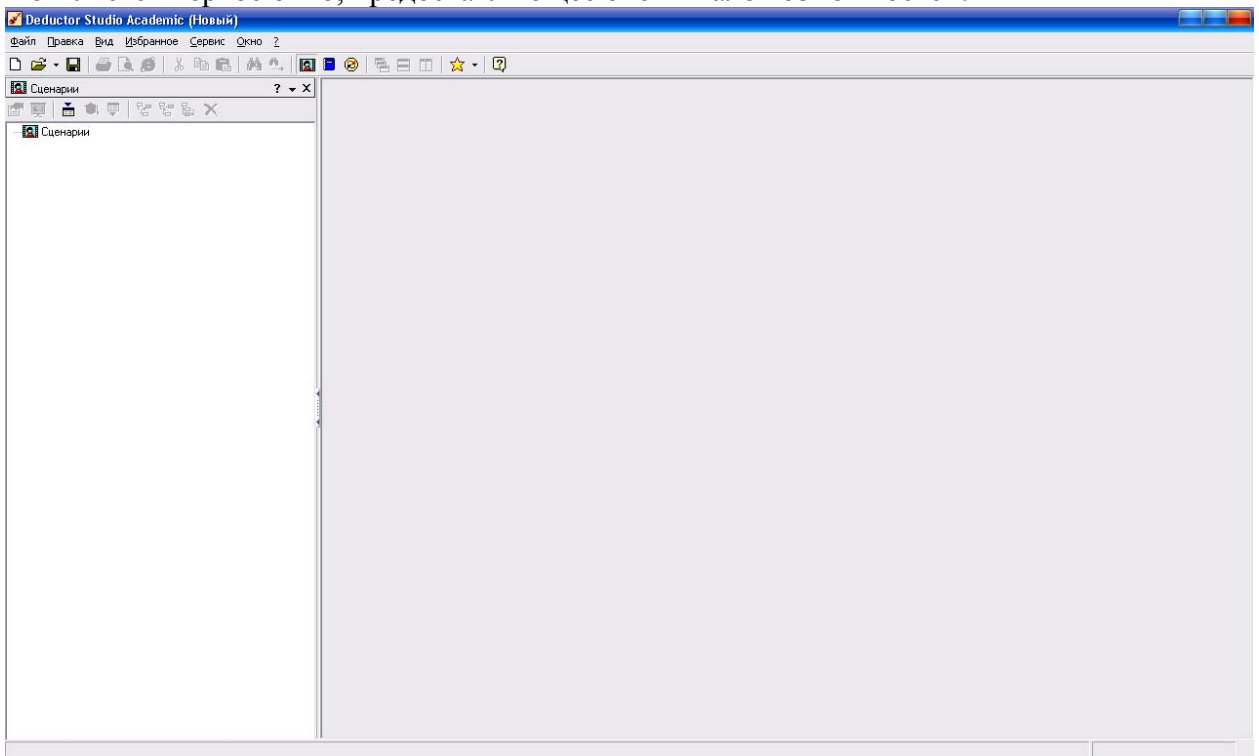 Deductor Studio Academic (Новый)
Файл Правка Вид Избранное Сервис Окно ?
Сценарии ?
Сценарии